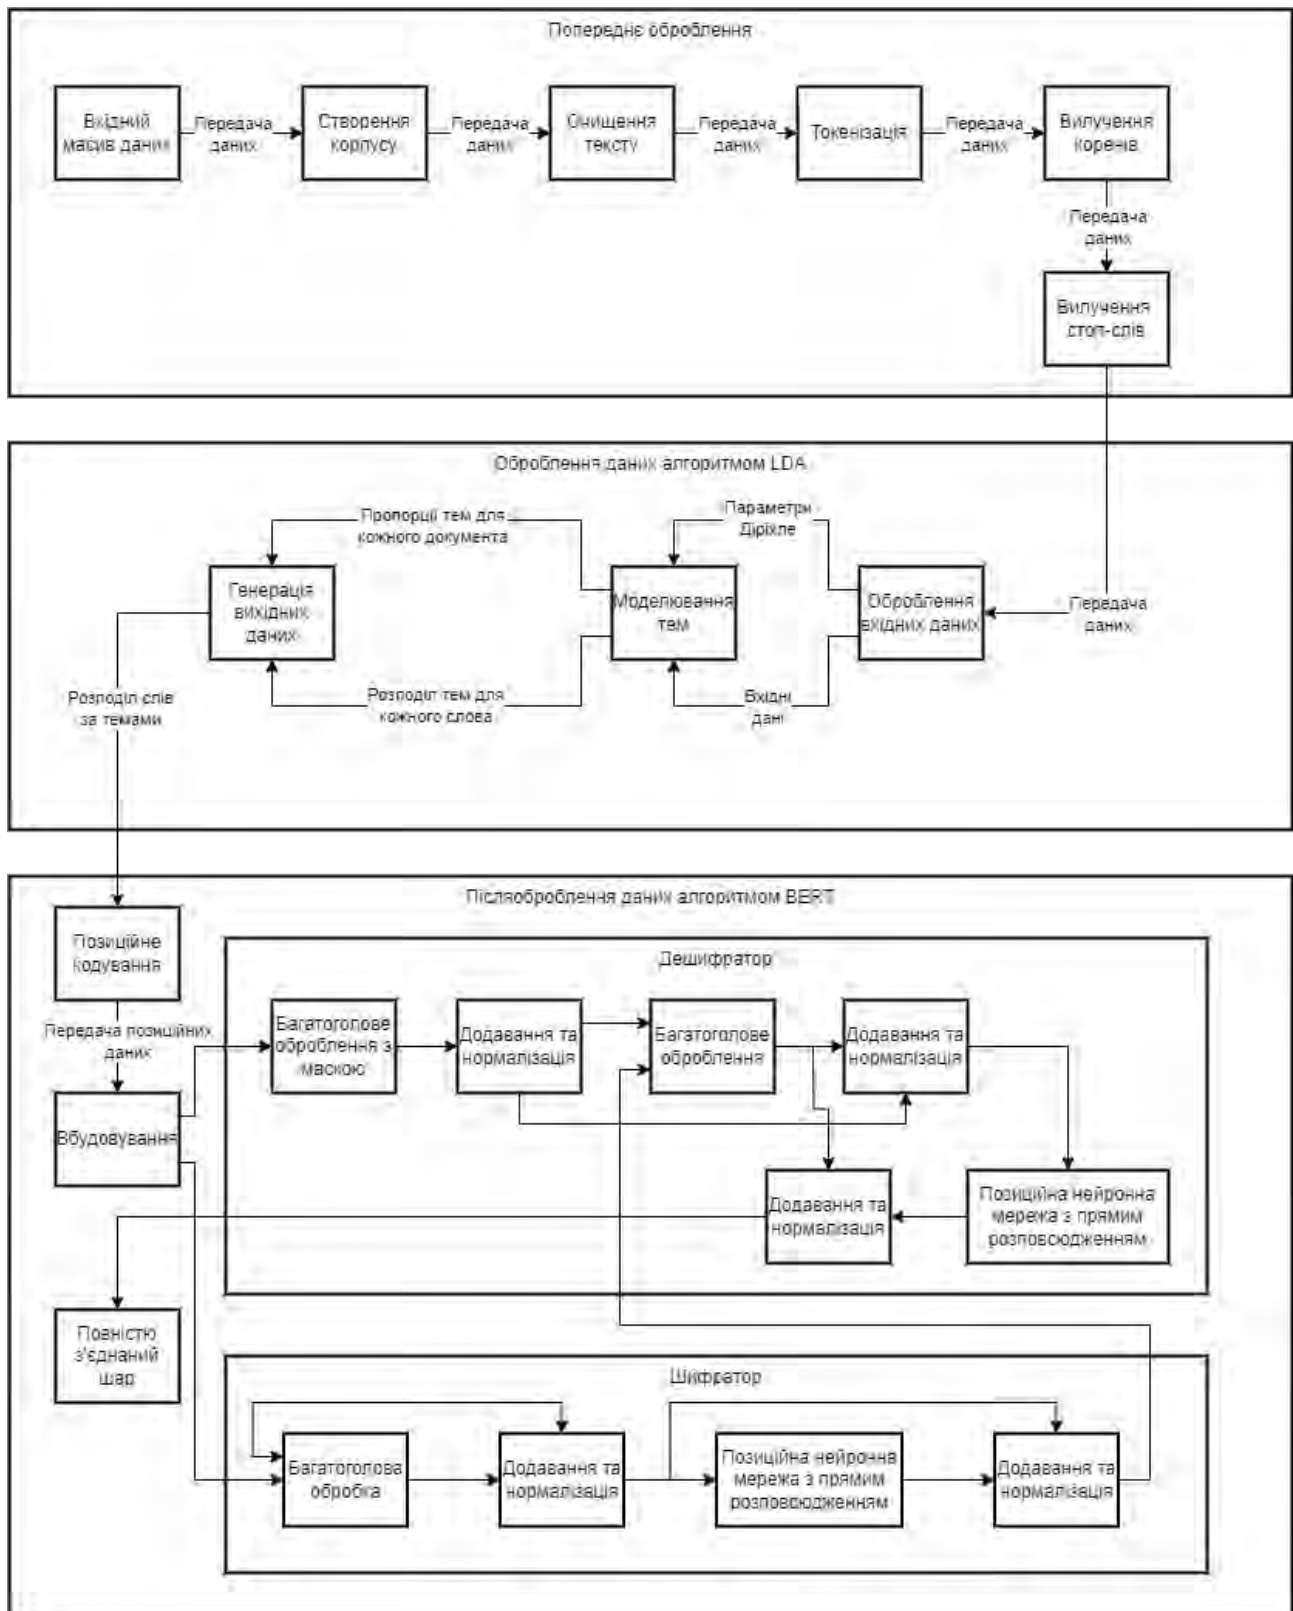 Попереднє оброблення
Вхідний
масив даних
Передача
даних
Створення
корпусу
Передача
даних
Очищення
тексту
Передача
даних
Токенізація
Передача
даних
Вилучення
коренів
Передача
даних
Вилучення
стоп-слів
Оброблення даних алгоритмом LDA
Пропорції тем для
кожного документа
Параметри
Діріхле
Генерація
вихідних
даних
Моделювання
тем
Оброблення
вхідних даних
Передача
даних
Розподіл слів
за темами
Розподіл тем для
кожного слова
Вхідні
дані
Післяоброблення даних алгоритмом BERT
Позиційне
кодування
Передача позиційних
даних
Вбудовування
Дешифратор
Багатоголове
оброблення з
маскою
Додавання та
нормалізація
Багатоголове
оброблення
Додавання та
нормалізація
Додавання та
нормалізація
Позиційна нейронна
мережа з прямим
розповсюдженням
Повністю
з'єднаний
шар
Шифратор
Багатоголова
обробка
Додавання та
нормалізація
Позиційна нейронна
мережа з прямим
розповсюдженням
Додавання та
нормалізація